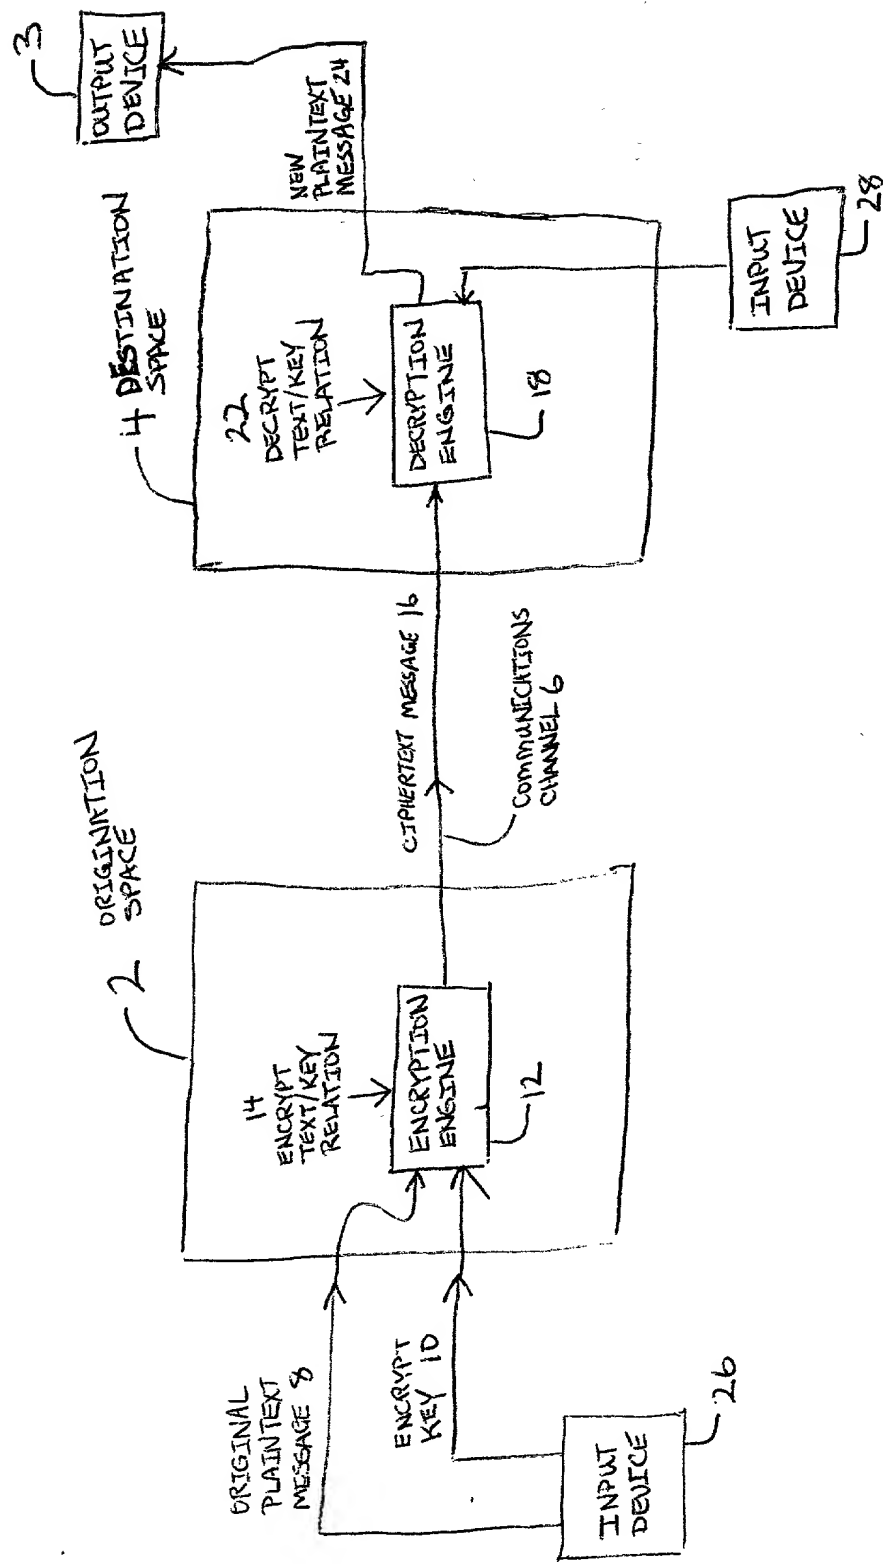 2
ORIGINATION
SPACE
4 DESTINATION
SPACE
3
OUTPUT
DEVICE
ORIGINAL
PLAINTEXT
MESSAGE 8
ENCRYPT
KEY 10
INPUT
DEVICE
26
14
ENCRYPT
TEXT/KEY
RELATION
ENCRYPTION
ENGINE
12
CIPHERTEXT MESSAGE 16
COMMUNICATIONS
CHANNEL 6
22
DECRYPT
TEXT/KEY
RELATION
DECRYPTION
ENGINE
18
NEW
PLAINTEXT
MESSAGE 24
INPUT
DEVICE
28